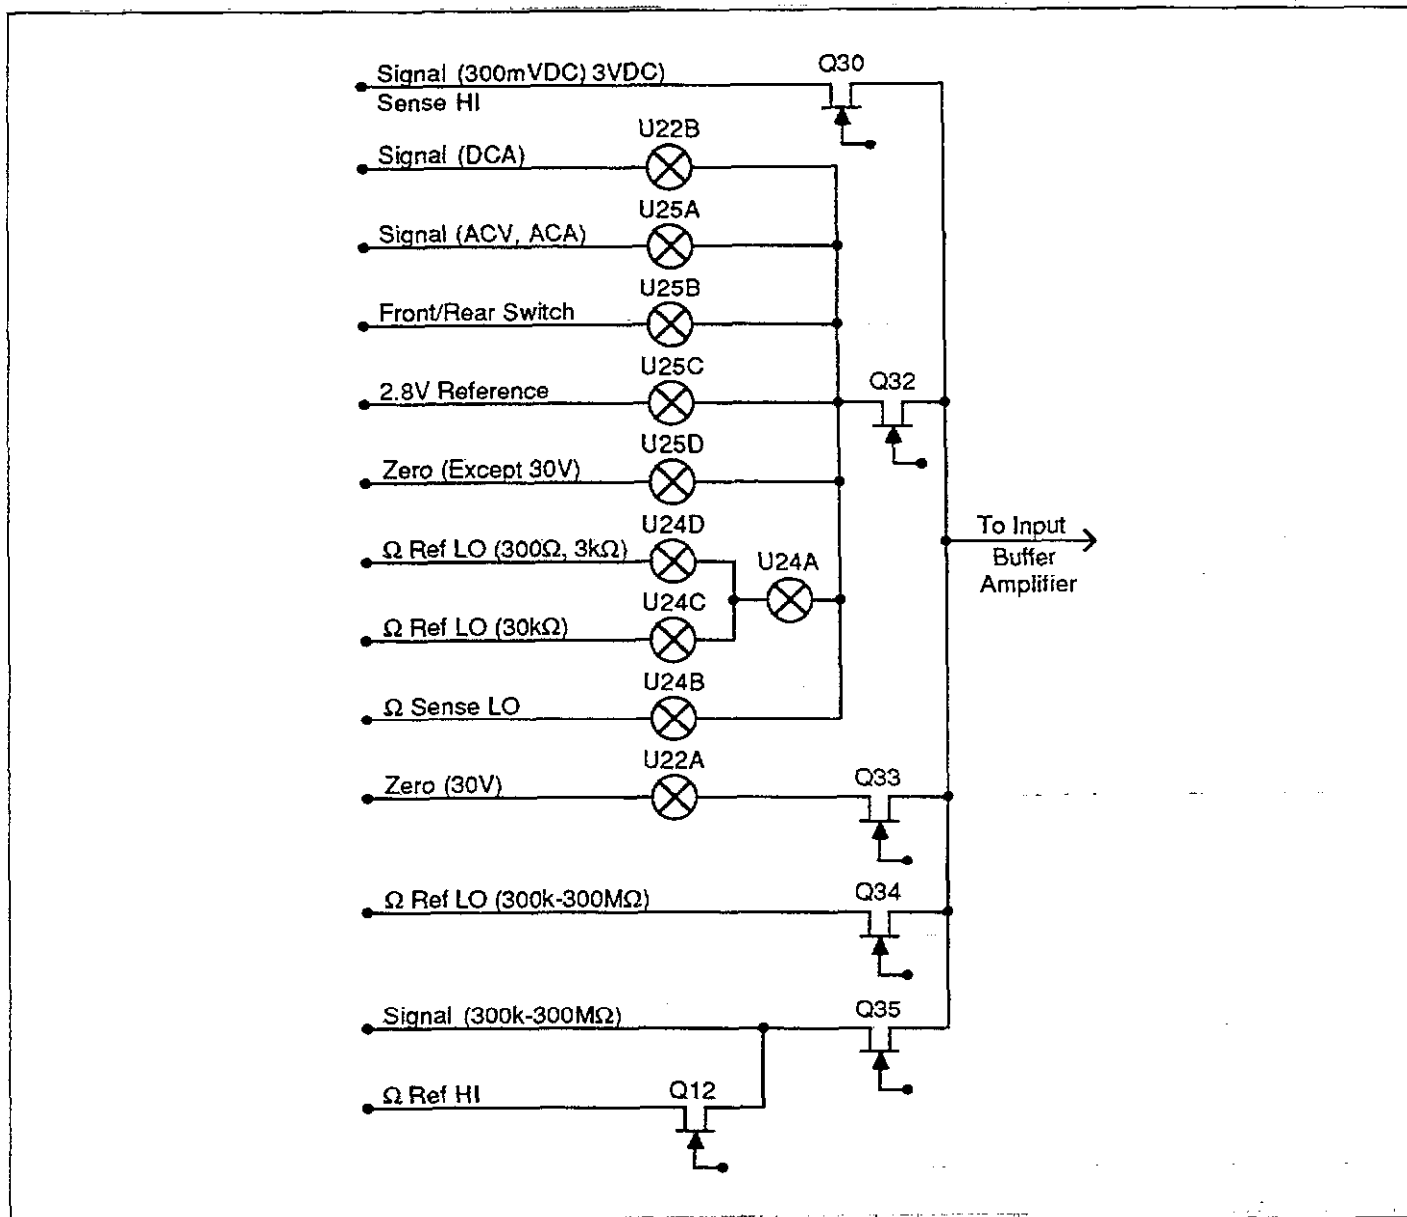 Signal (300mVDC) 3VDC)
Sense HI
Q30
U22B
Signal (DCA)
U25A
Signal (ACV, ACA)
U25B
Front/Rear Switch
U25C
2.8V Reference
Q32
U25D
Zero (Except 30V)
U24D
Ω Ref LO (300Ω, 3kΩ)
U24A
To Input
Buffer
Amplifier
U24C
Ω Ref LO (30kΩ)
U24B
Ω Sense LO
U22A
Zero (30V)
Q33
Ω Ref LO (300k-300MΩ)
Q34
Signal (300k-300MΩ)
Q35
Ω Ref HI
Q12